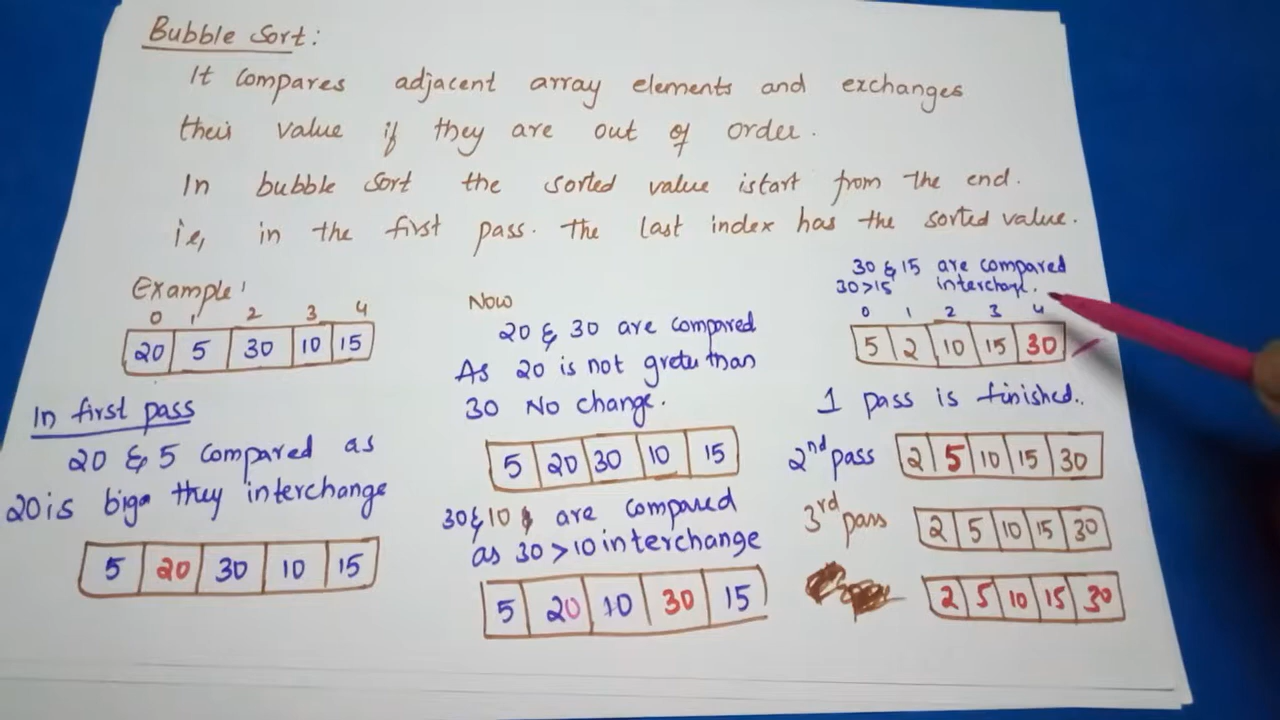 Bubble Sort:
It compares adjacent array elements and exchanges
their value if they are out of order.
In bubble sort the sorted value istart from the end.
ie, in the first pass. the last index has the sorted value.
Example:
0 1 2 3 4
20 5 30 10 15
In first pass
20 & 5 compared as
20 is biga they interchange
5 20 30 10 15
Now
20 & 30 are compared
As 20 is not gretu than
30 No change.
5 20 30 10 15
30 & 10 are compared
as 30 > 10 interchange
5 20 10 30 15
30 & 15 are compared
30 > 15 interchange.
0 1 2 3 4
5 2 10 15 30
1 pass is finished..
2nd pass 2 5 10 15 30
3rd pass 2 5 10 15 30
2 5 10 15 30